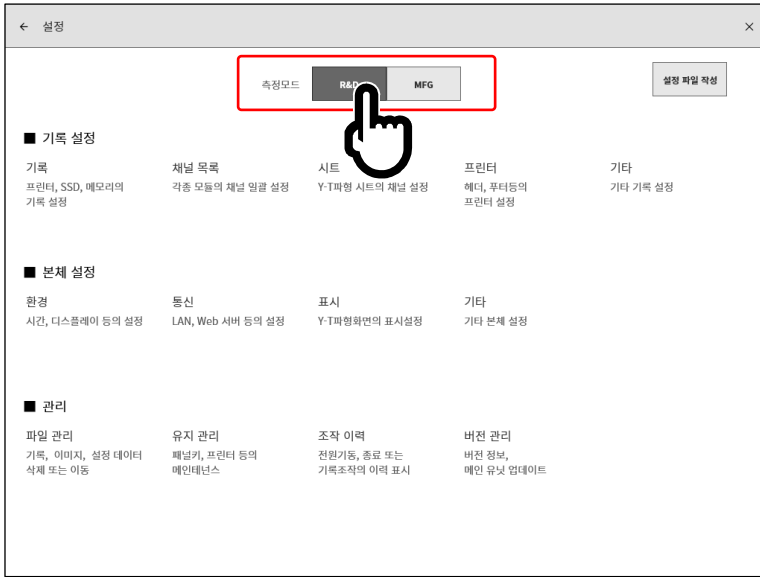 ← 설정 ×
측정모드 R&D MFG 설정 파일 작성
■ 기록 설정
기록 채널 목록 시트 프린터 기타
프린터, SSD, 메모리의 각종 모듈의 채널 일괄 설정 Y-T파형 시트의 채널 설정 헤더, 푸터등의 기타 기록 설정
기록 설정 프린터 설정
■ 본체 설정
환경 통신 표시 기타
시간, 디스플레이 등의 설정 LAN, Web 서버 등의 설정 Y-T파형화면의 표시설정 기타 본체 설정
■ 관리
파일 관리 유지 관리 조작 이력 버전 관리
기록, 이미지, 설정 데이터 패널키, 프린터 등의 전원기동, 종료 또는 버전 정보,
삭제 또는 이동 메인테넌스 기록조작의 이력 표시 메인 유닛 업데이트